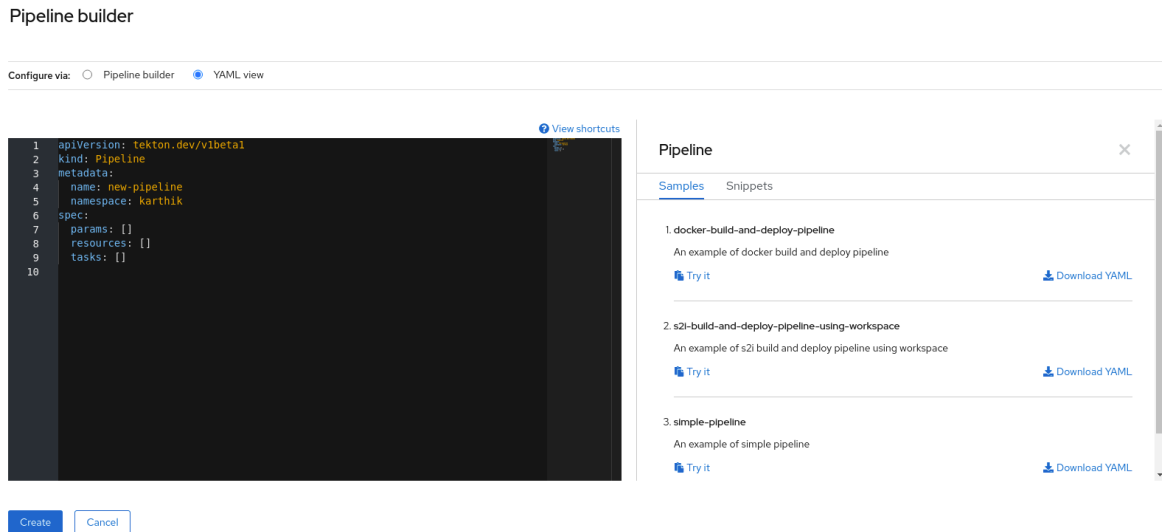 Pipeline builder
Configure via: Pipeline builder YAML view
View shortcuts
1 apiVersion: tekton.dev/v1beta1
2 kind: Pipeline
3 metadata:
4 name: new-pipeline
5 namespace: karthik
6 spec:
7 params: []
8 resources: []
9 tasks: []
10
Pipeline
Samples Snippets
1. docker-build-and-deploy-pipeline
An example of docker build and deploy pipeline
Try it Download YAML
2. s2i-build-and-deploy-pipeline-using-workspace
An example of s2i build and deploy pipeline using workspace
Try it Download YAML
3. simple-pipeline
An example of simple pipeline
Try it Download YAML
Create Cancel